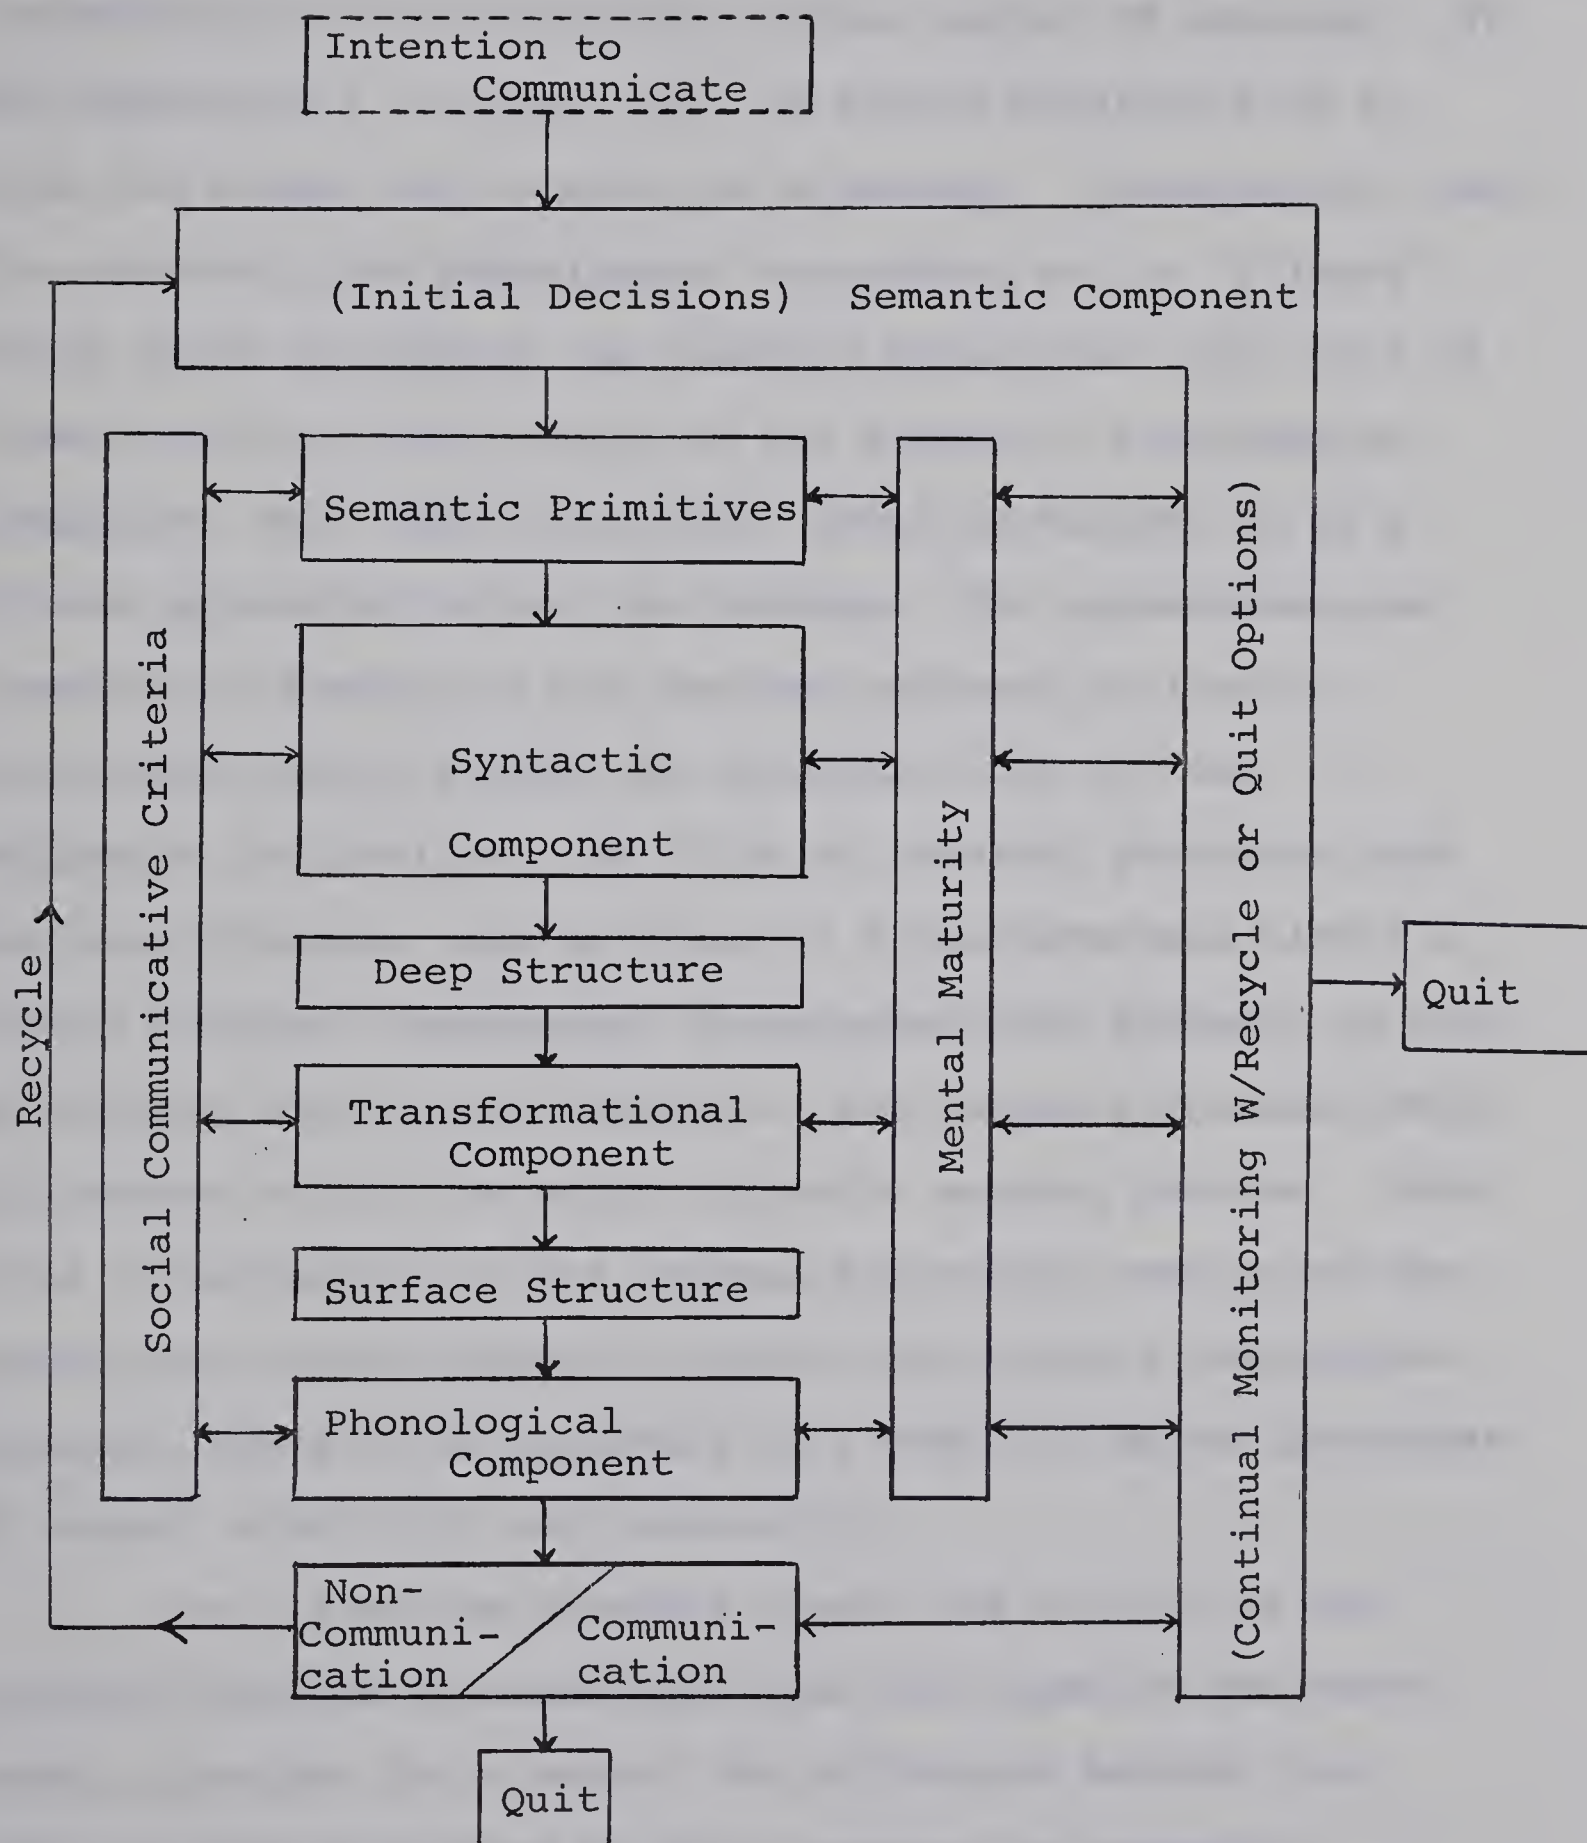 Intention to
Communicate
(Initial Decisions) Semantic Component
Semantic Primitives
Syntactic
Component
Deep Structure
Transformational
Component
Surface Structure
Phonological
Component
Non-
Communi-
cation
Communi-
cation
Quit
Recycle
Social Communicative Criteria
Mental Maturity
(Continual Monitoring W/Recycle or Quit Options)
Quit